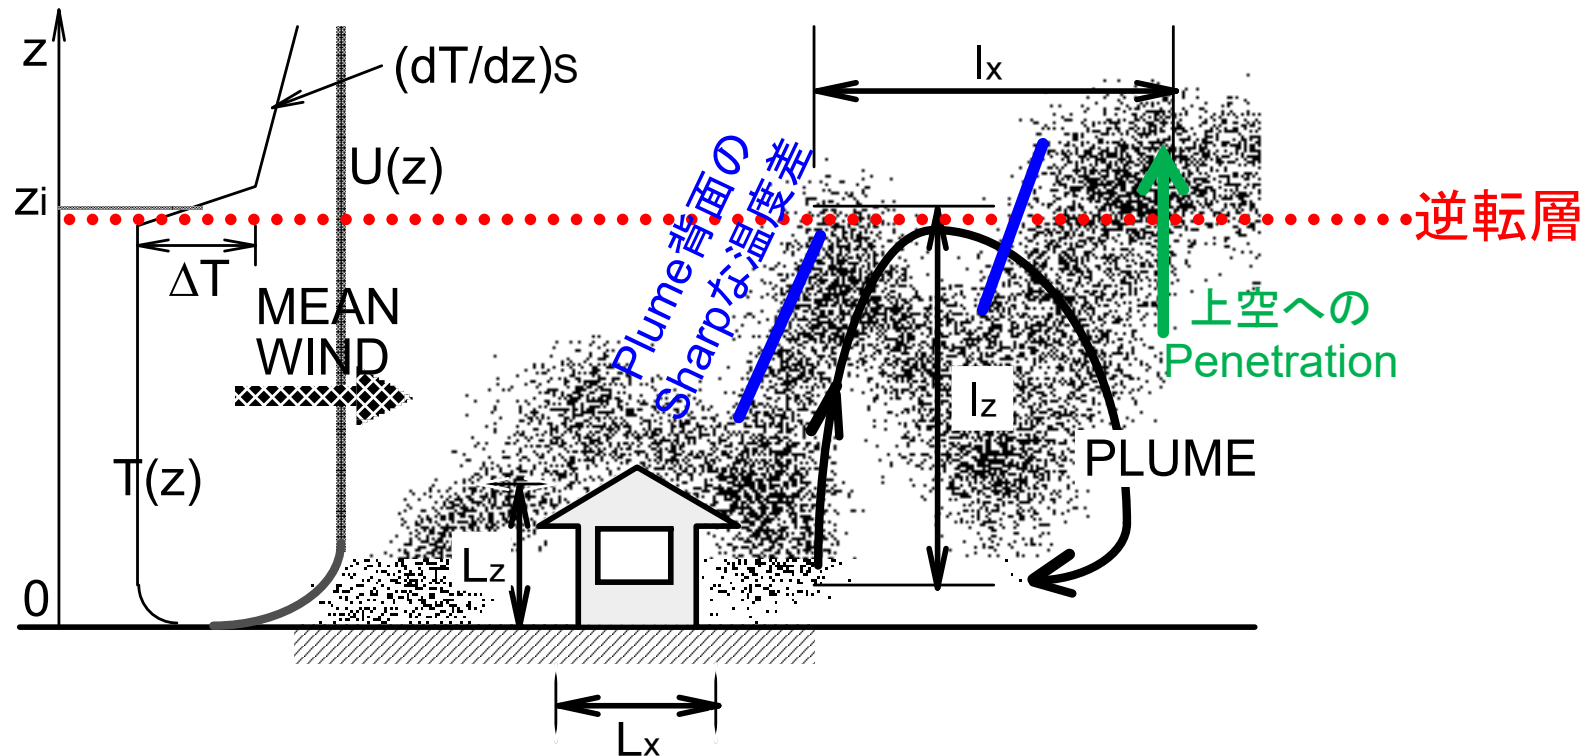 z
(dT/dz)S
lx
U(z)
zi
逆転層
ΔT
Plume背面の
Sharpな温度差
MEAN
WIND
上空への
Penetration
lz
PLUME
T(z)
Lz
0
Lx